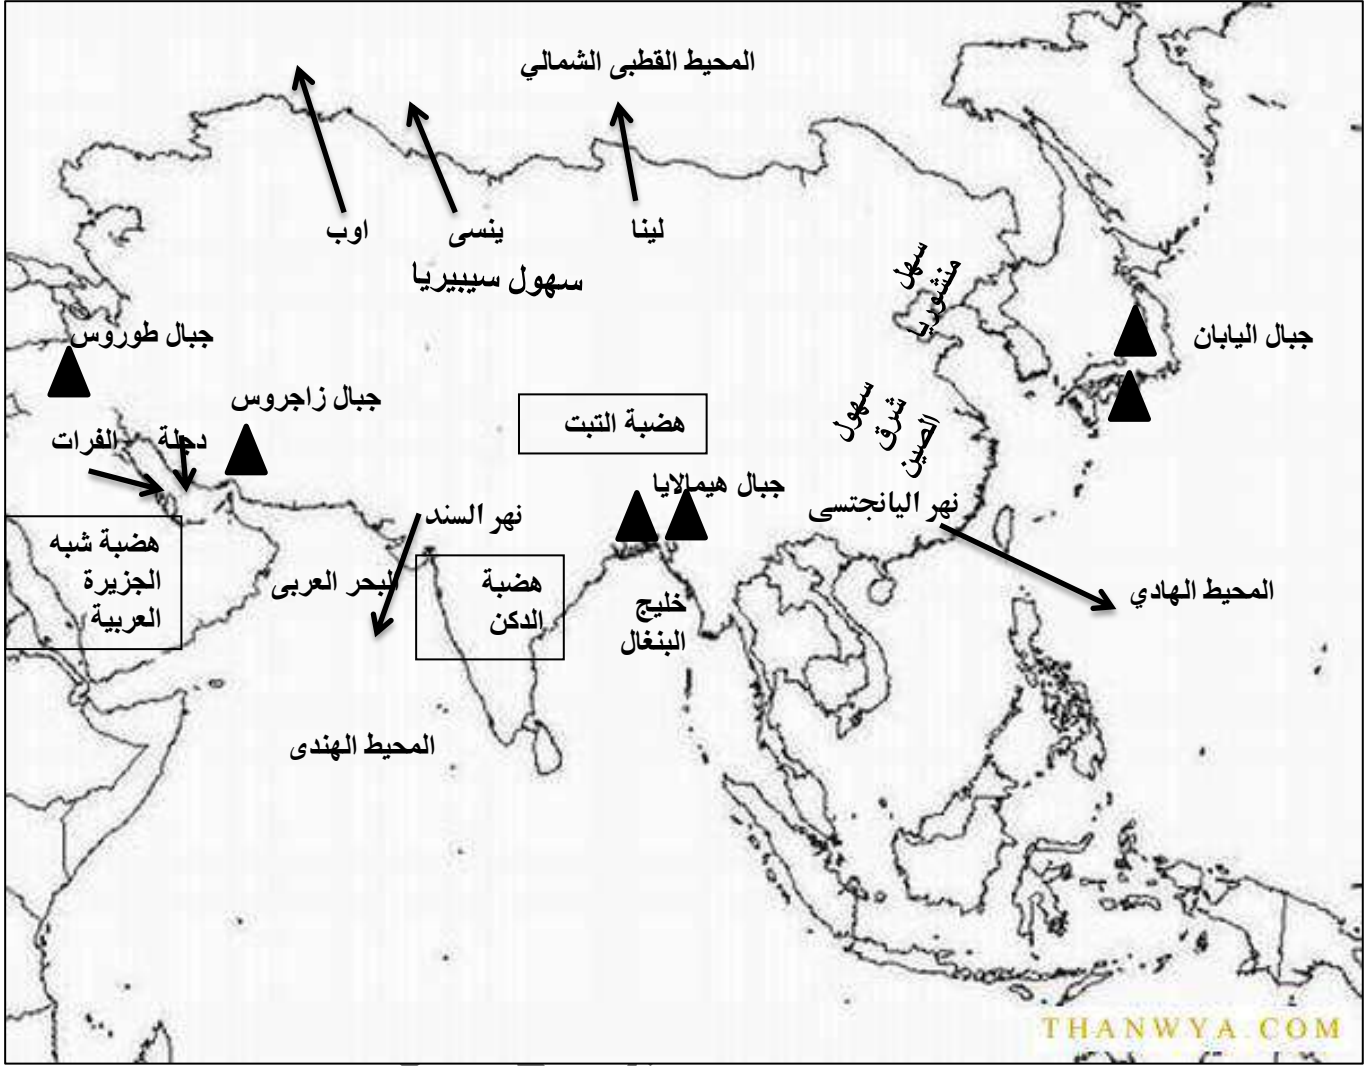 المحيط القطبى الشمالي
لينا
ينسى
اوب
سهول سيبيريا
سهل
منشوريا
جبال اليابان
جبال طوروس
جبال زاجروس
هضبة التبت
سهول
شرق
الصين
دجلة
الفرات
جبال هيمالايا
نهر اليانجتسى
نهر السند
هضبة شبه
الجزيرة
العربية
البحر العربى
هضبة
الدكن
خليج
البنغال
المحيط الهادي
المحيط الهندى
THANWYA.COM